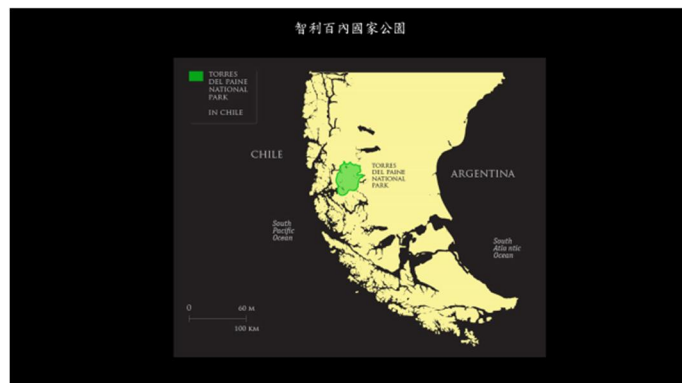 智利百內國家公園
TORRES
DEL PAINE
NATIONAL
PARK
IN CHILE
CHILE
TORRES
DEL PAINE
NATIONAL
PARK
ARGENTINA
South
Pacific
Ocean
South
Atla ntic
Ocean
0 60 M
100 KM